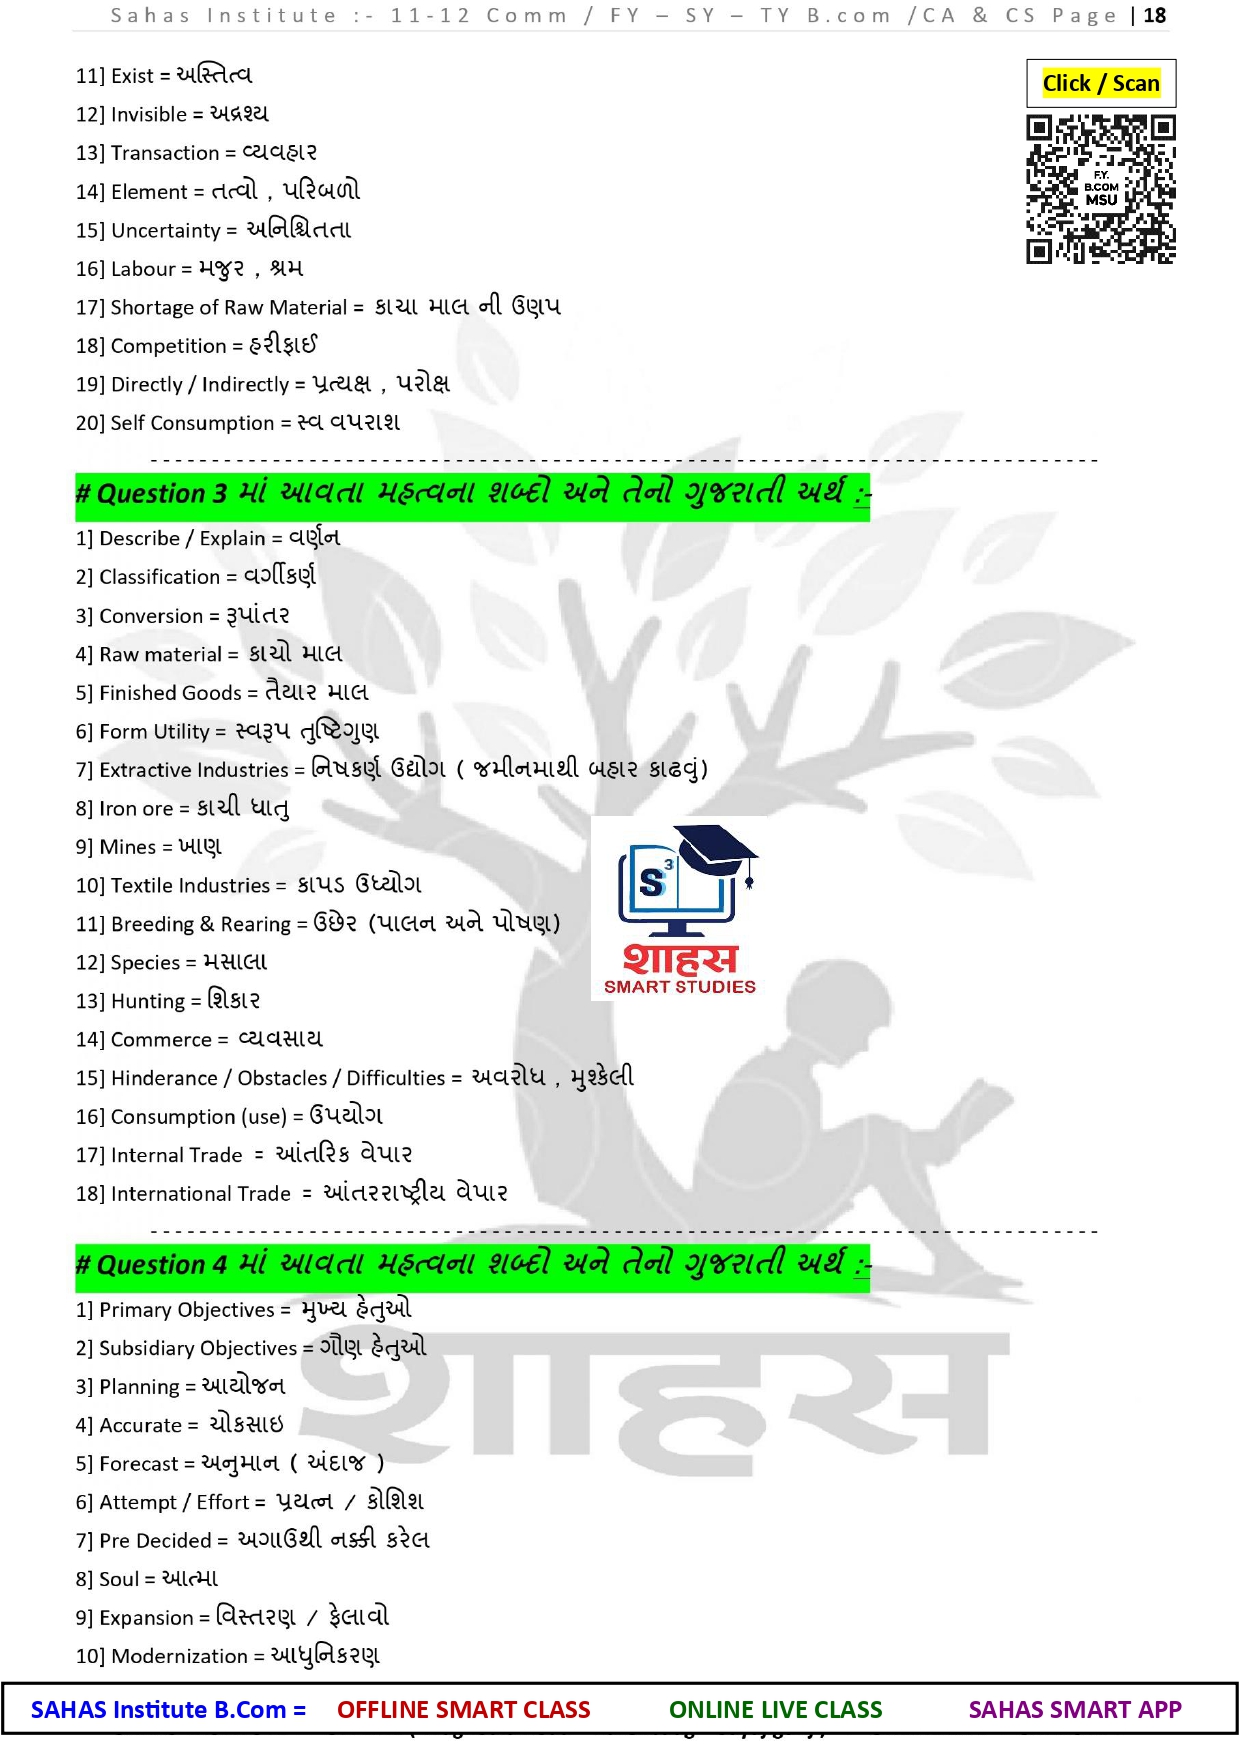 Sahas Institute :- 11-12 Comm / FY – SY – TY B.com /CA & CS Page | 18
11] Exist = અસ્તિત્વ
Click / Scan
12] Invisible = અદ્રશ્ય
13] Transaction = વ્યવહાર
14] Element = તત્વો , પરિબળો
F.Y.
B.COM
MSU
15] Uncertainty = અનિશ્ચિતતા
16] Labour = મજુર , શ્રમ
17] Shortage of Raw Material = કાચા માલ ની ઉણપ
18] Competition = હરીફાઈ
19] Directly / Indirectly = પ્રત્યક્ષ , પરોક્ષ
20] Self Consumption = સ્વ વપરાશ
# Question 3 માં આવતા મહત્વના શબ્દો અને તેનો ગુજરાતી અર્થ :-
1] Describe / Explain = વર્ણન
2] Classification = વર્ગીકર્ણ
3] Conversion = રૂપાંતર
4] Raw material = કાચો માલ
5] Finished Goods = તૈયાર માલ
6] Form Utility = સ્વરૂપ તુષ્ટિગુણ
7] Extractive Industries = નિષકર્ણ ઉદ્યોગ ( જમીનમાથી બહાર કાઢવું)
8] Iron ore = કાચી ધાતુ
9] Mines = ખાણ
10] Textile Industries = કાપડ ઉધ્યોગ
11] Breeding & Rearing = ઉછેર (પાલન અને પોષણ)
12] Species = મસાલા
13] Hunting = શિકાર
S 3
શાહસ
SMART STUDIES
14] Commerce = વ્યવસાય
15] Hinderance / Obstacles / Difficulties = અવરોધ , મુશ્કેલી
16] Consumption (use) = ઉપયોગ
17] Internal Trade = આંતરિક વેપાર
18] International Trade = આંતરરાષ્ટ્રીય વેપાર
# Question 4 માં આવતા મહત્વના શબ્દો અને તેનો ગુજરાતી અર્થ :-
1] Primary Objectives = મુખ્ય હેતુઓ
2] Subsidiary Objectives = ગૌણ હેતુઓ
3] Planning = આયોજન
4] Accurate = ચોકસાઇ
5] Forecast = અનુમાન ( અંદાજ )
6] Attempt / Effort = પ્રયત્ન / કોશિશ
7] Pre Decided = અગાઉથી નક્કી કરેલ
8] Soul = આત્મા
9] Expansion = વિસ્તરણ / ફેલાવો
10] Modernization = આધુનિકરણ
શાહસ
SAHAS Institute B.Com = OFFLINE SMART CLASS ONLINE LIVE CLASS SAHAS SMART APP